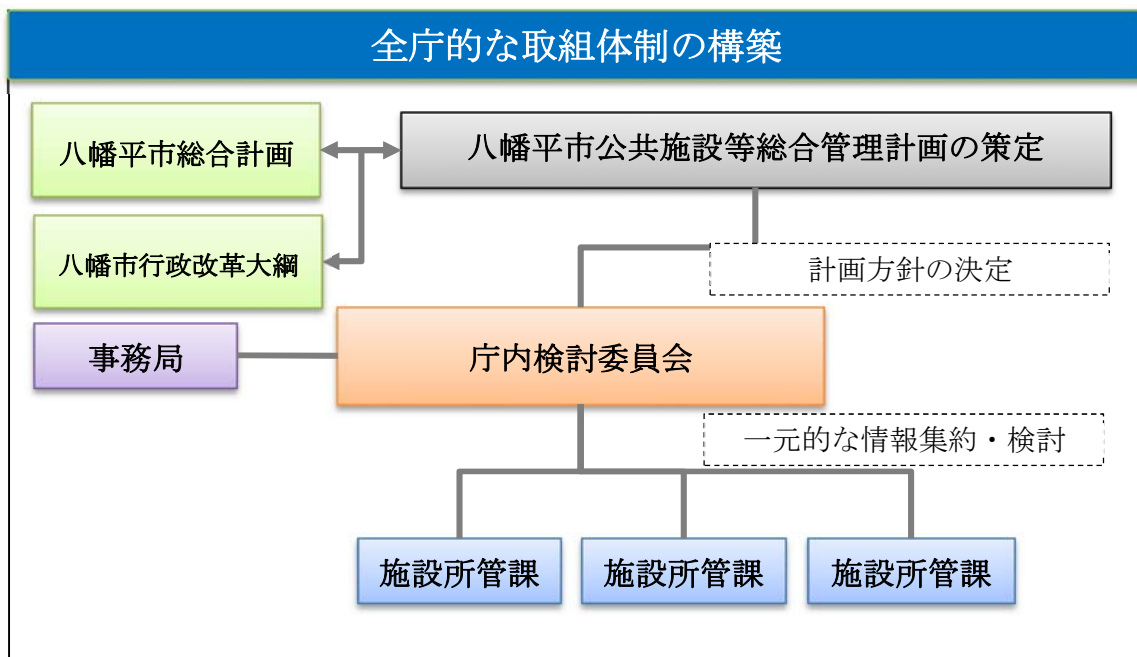 全庁的な取組体制の構築
八幡平市総合計画
八幡平市公共施設等総合管理計画の策定
八幡市行政改革大綱
計画方針の決定
事務局
庁内検討委員会
一元的な情報集約・検討
施設所管課
施設所管課
施設所管課